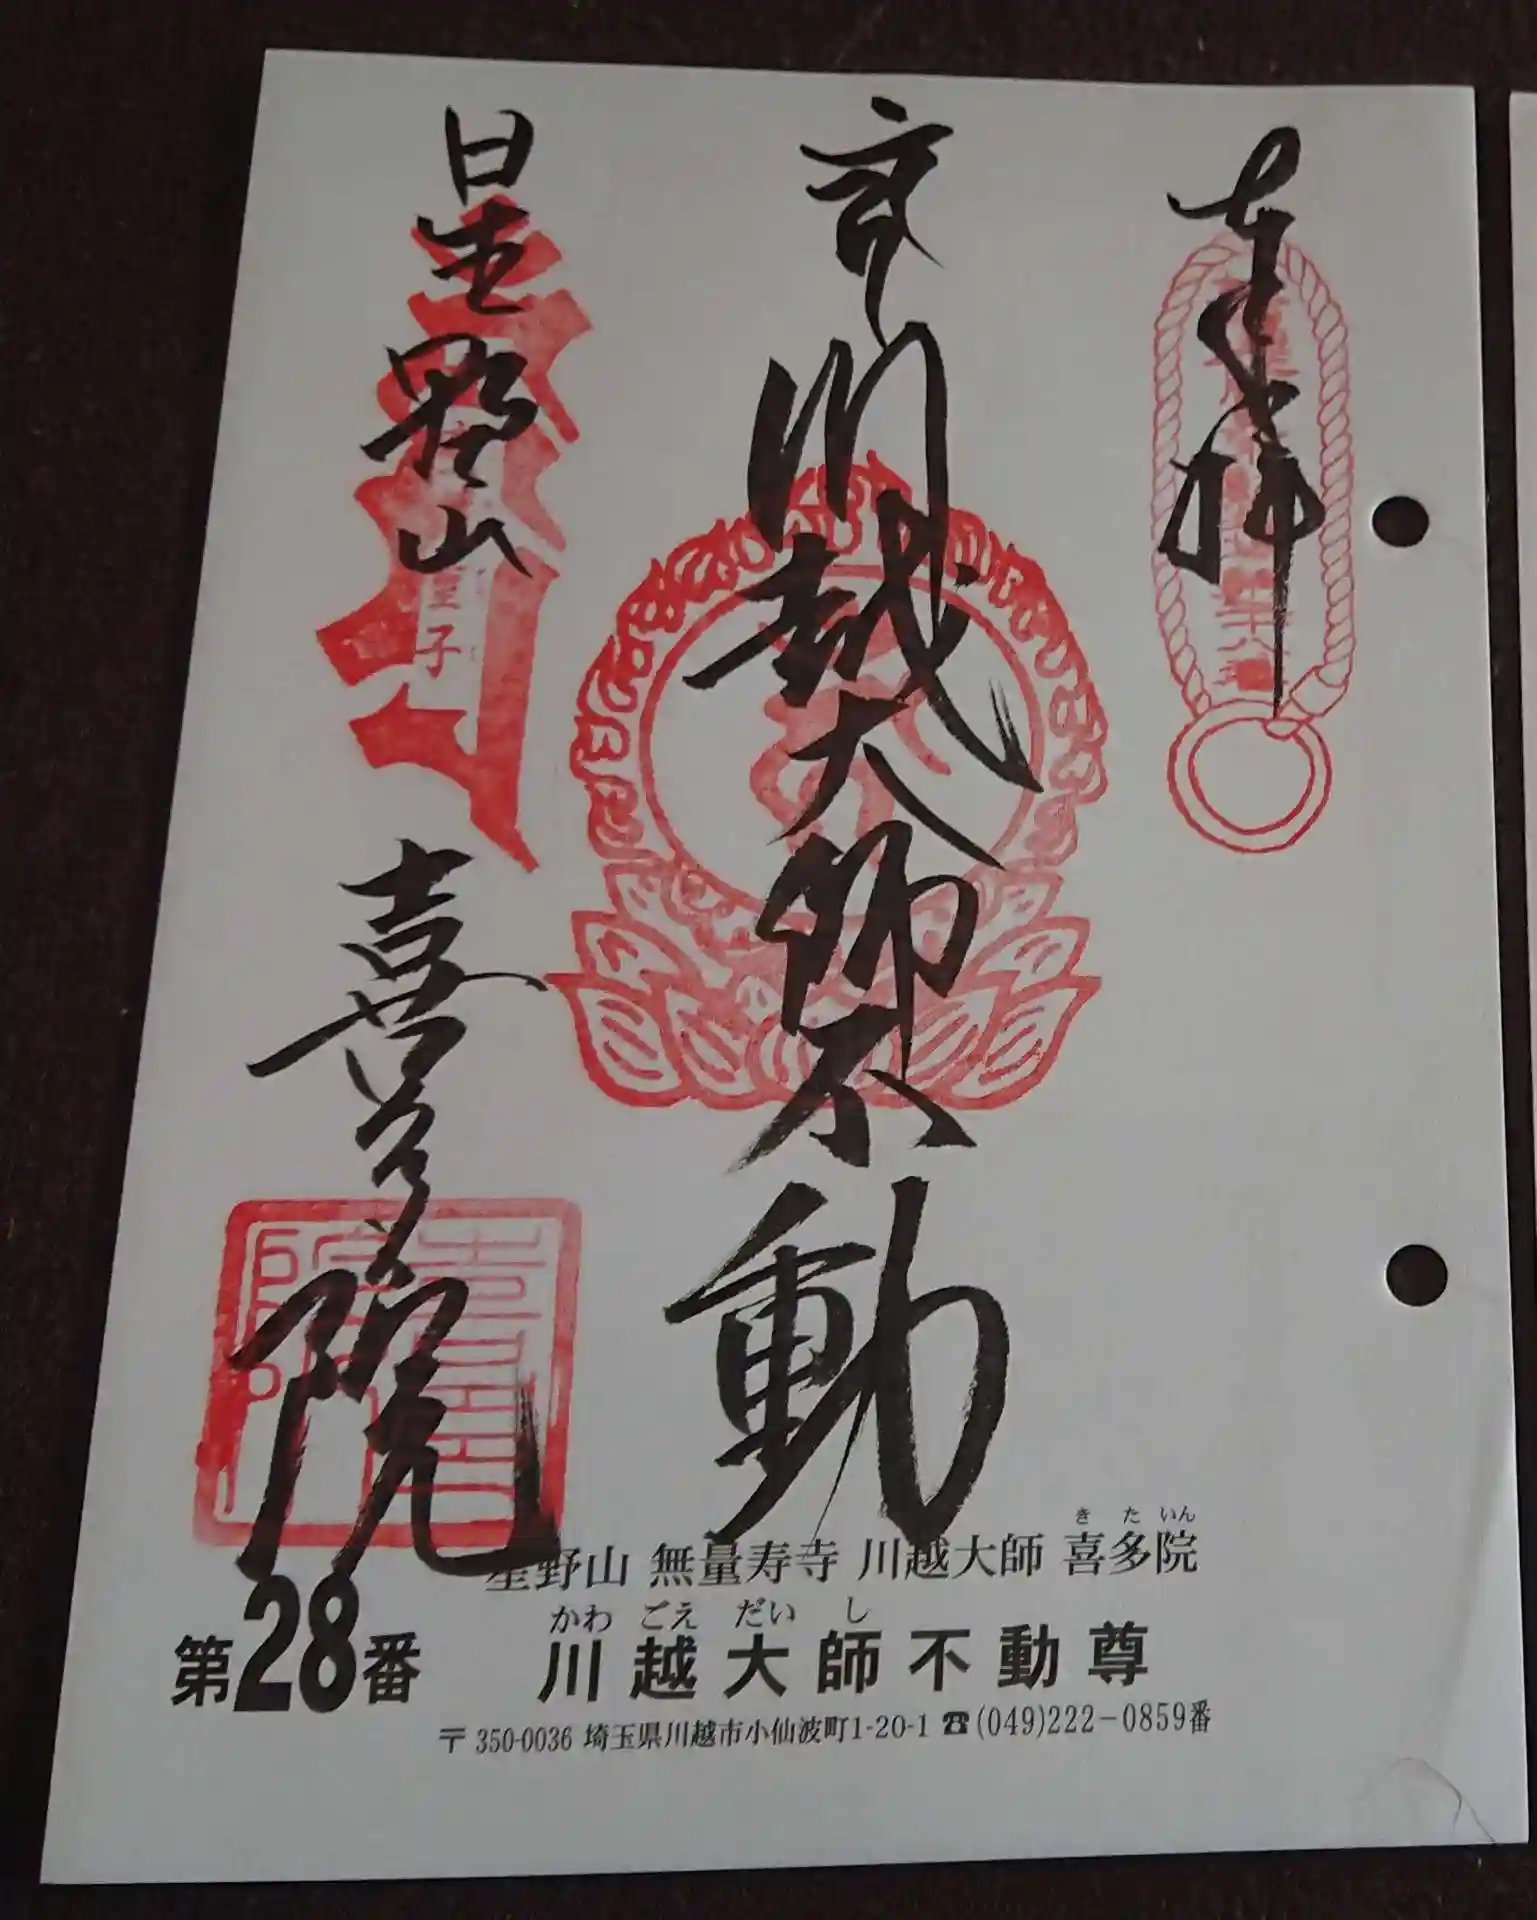 奉拝
川越大師不動
星野山
喜多院
童子
きたいん
星野山 無量寿寺 川越大師 喜多院
かわごえだいし
第28番 川越大師不動尊
〒350-0036 埼玉県川越市小仙波町1-20-1 ☎(049)222−0859番